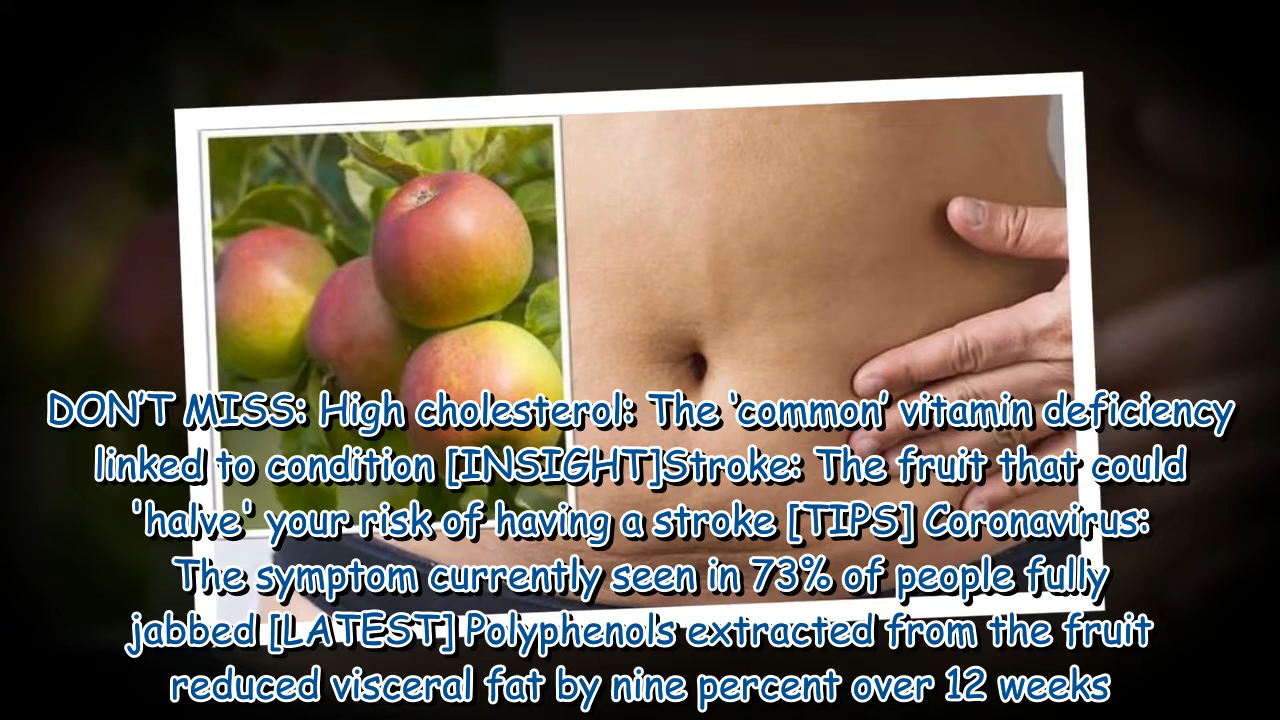 DON'T MISS: High cholesterol: The 'common' vitamin deficiency
linked to condition [INSIGHT]Stroke: The fruit that could
'halve' your risk of having a stroke [TIPS] Coronavirus:
The symptom currently seen in 73% of people fully
jabbed [LATEST] Polyphenols extracted from the fruit
reduced visceral fat by nine percent over 12 weeks